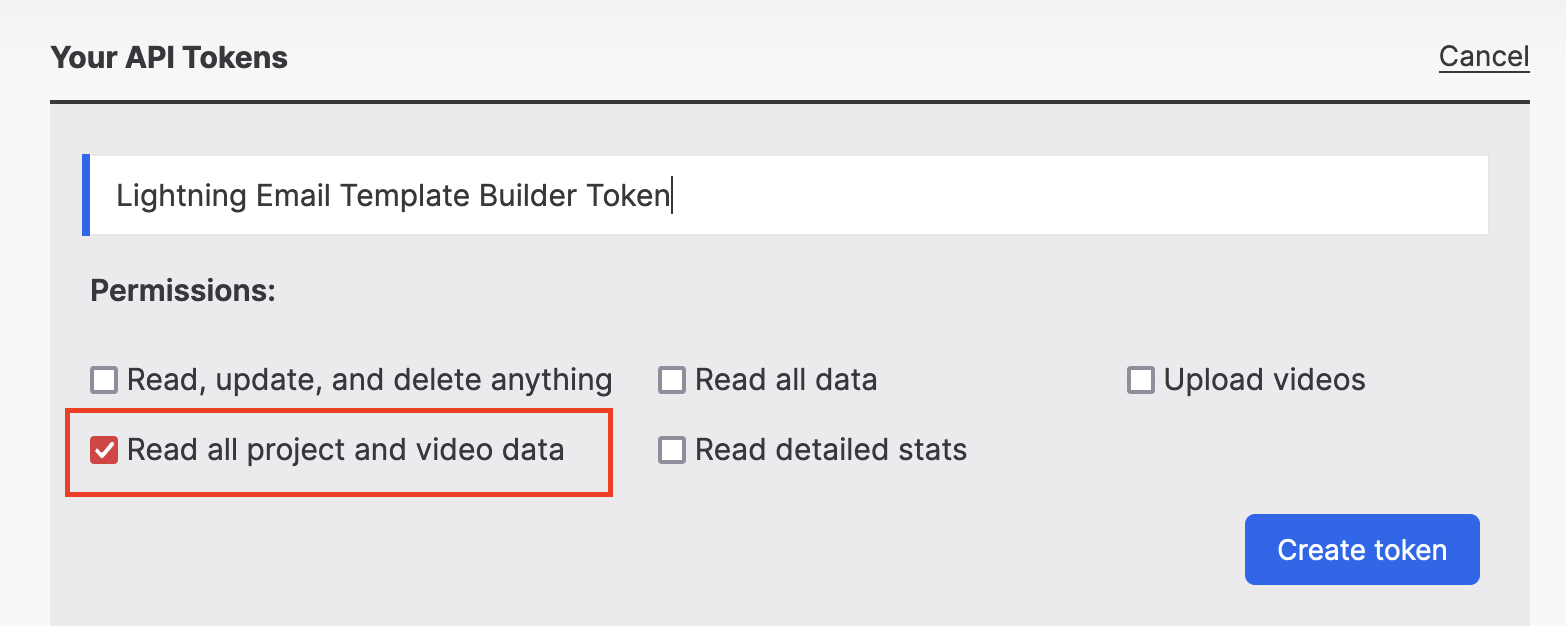 Your API Tokens
Cancel
Lightning Email Template Builder Token
Permissions:
Read, update, and delete anything
Read all data
Upload videos
Read all project and video data
Read detailed stats
Create token